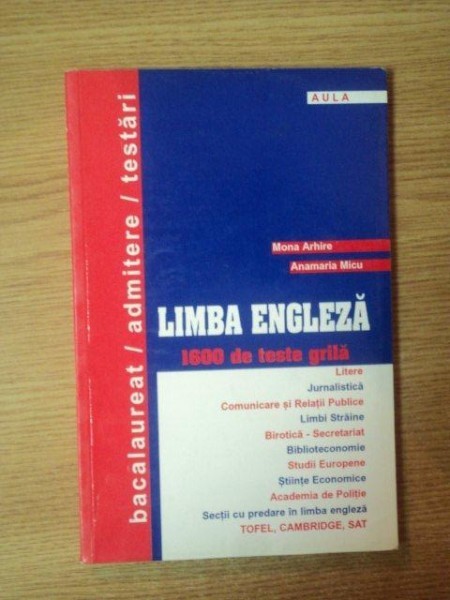 AULA
bacalaureat / admitere / testări
Mona Arhire
Anamaria Micu
LIMBA ENGLEZĂ
1600 de teste grilă
Litere
Jurnalistică
Comunicare și Relații Publice
Limbi Străine
Birotică - Secretariat
Biblioteconomie
Studii Europene
Științe Economice
Academia de Poliție
Secții cu predare în limba engleză
TOFEL, CAMBRIDGE, SAT